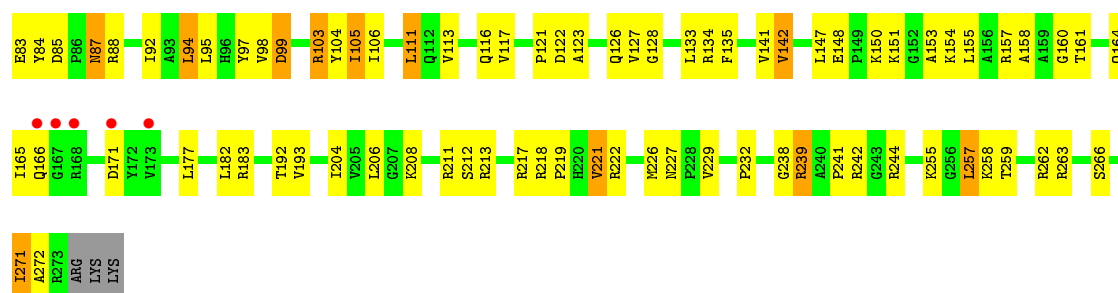 E83 Y84 D85 P86 N87 R88 I92 A93 L94 L95 H96 Y97 V98 D99 R103 Y104 I105 I106 L111 Q112 V113 Q116 V117 P121 D122 A123 Q126 V127 G128 L133 R134 F135 V141 V142 L147 E148 P149 K150 K151 G152 A153 K154 L155 A156 R157 A158 A159 G160 T161
I165 Q166 G167 R168 D171 Y172 V173 L177 L182 R183 T192 V193 I204 V205 L206 G207 K208 R211 S212 R213 R217 R218 P219 H220 V221 R222 M226 N227 P228 V229 P232 G238 R239 A240 P241 R242 G243 R244 K255 G256 L257 K258 T259 R262 R263 S266
I271 A272 R273 ARG LYS LYS